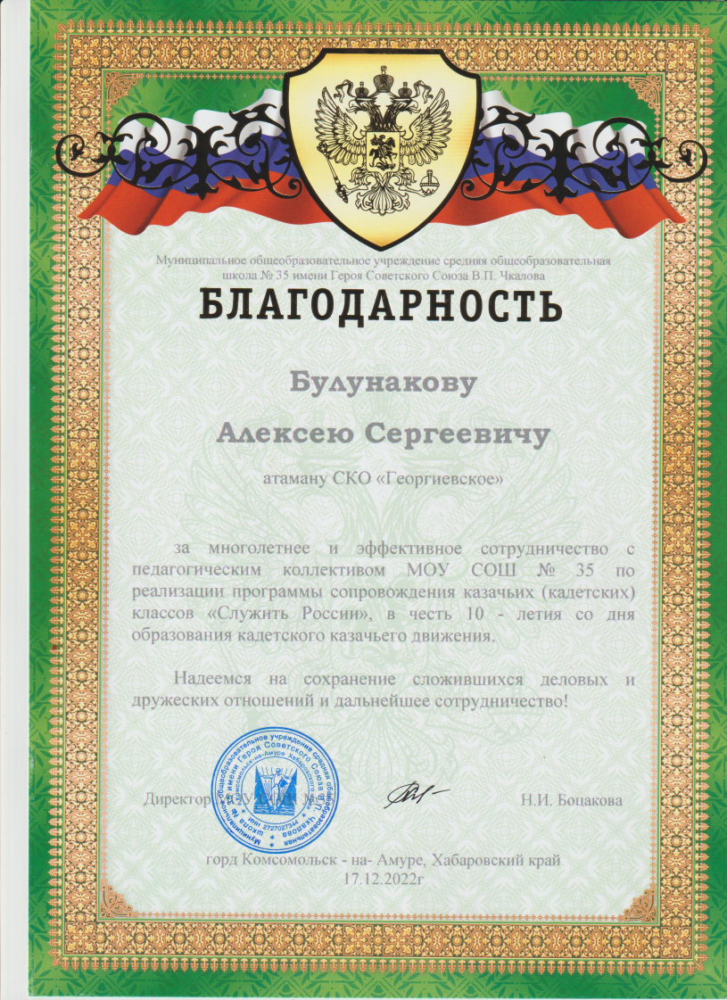 Муниципальное общеобразовательное учреждение средняя общеобразовательная
школа № 35 имени Героя Советского Союза В.П. Чкалова
БЛАГОДАРНОСТЬ
Булунакову
Алексею Сергеевичу
атаману СКО «Георгиевское»
за многолетнее и эффективное сотрудничество с
педагогическим коллективом МОУ СОШ № 35 по
реализации программы сопровождения казачьих (кадетских)
классов «Служить России», в честь 10 - летия со дня
образования кадетского казачьего движения.
Надеемся на сохранение сложившихся деловых и
дружеских отношений и дальнейшее сотрудничество!
Директор Н.И. Боцакова
Муниципальное общеобразовательное учреждение средняя общеобразовательная
школа № имени Героя Советского Союза В.П. Чкалова
Комсомольск-на-Амуре Хабаровского
ИНН 2727027344
горд Комсомольск - на- Амуре, Хабаровский край
17.12.2022г